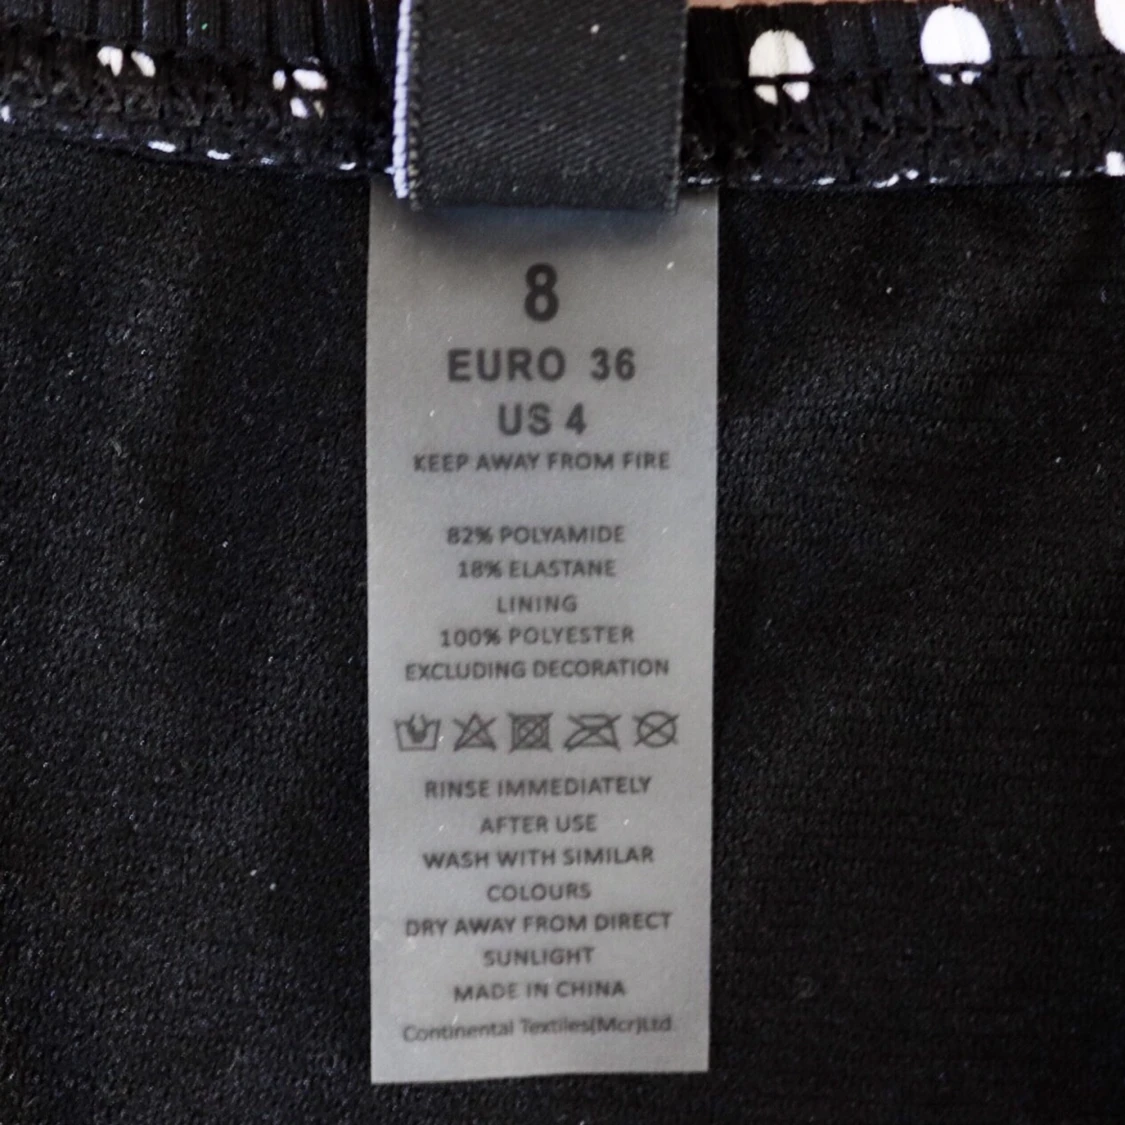 8
EURO 36
US 4
KEEP AWAY FROM FIRE
82% POLYAMIDE
18% ELASTANE
LINING
100% POLYESTER
EXCLUDING DECORATION
RINSE IMMEDIATELY
AFTER USE
WASH WITH SIMILAR
COLOURS
DRY AWAY FROM DIRECT
SUNLIGHT
MADE IN CHINA
Continental Textiles(Mcr)Ltd